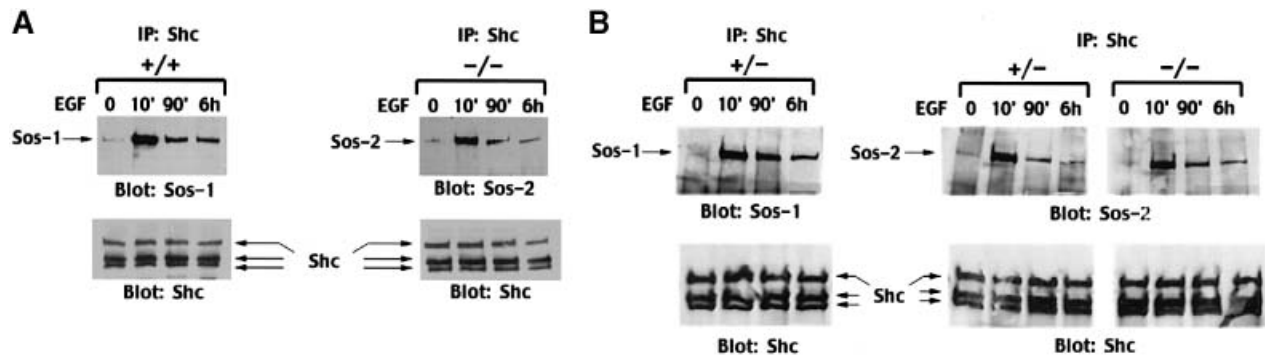 A
IP: Shc
+/+
EGF 0 10' 90' 6h
Sos-1
Blot: Sos-1
Blot: Shc
IP: Shc
-/-
EGF 0 10' 90' 6h
Sos-2
Blot: Sos-2
Shc
Blot: Shc
B
IP: Shc
+/-
EGF 0 10' 90' 6h
Sos-1
Blot: Sos-1
Blot: Shc
IP: Shc
+/-
-/-
EGF 0 10' 90' 6h 0 10' 90' 6h
Sos-2
Blot: Sos-2
Shc
Blot: Shc